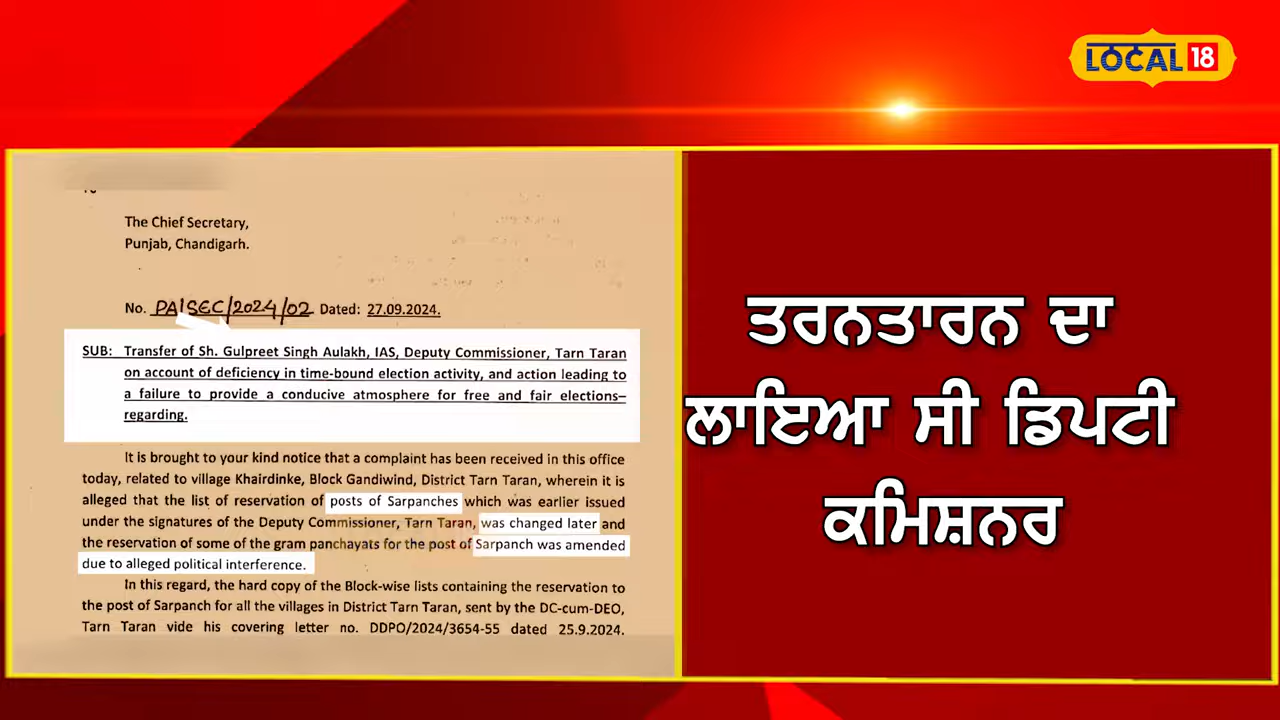 LOCAL 18
The Chief Secretary,
Punjab, Chandigarh.
No. PA/SEC/2024/02 Dated: 27.09.2024.
SUB: Transfer of Sh. Gulpreet Singh Aulakh, IAS, Deputy Commissioner, Tarn Taran
on account of deficiency in time-bound election activity, and action leading to
a failure to provide a conducive atmosphere for free and fair elections–
regarding.
It is brought to your kind notice that a complaint has been received in this office
today, related to village Khairdinke, Block Gandiwind, District Tarn Taran, wherein it is
alleged that the list of reservation of posts of Sarpanches which was earlier issued
under the signatures of the Deputy Commissioner, Tarn Taran, was changed later and
the reservation of some of the gram panchayats for the post of Sarpanch was amended
due to alleged political interference.
In this regard, the hard copy of the Block-wise lists containing the reservation to
the post of Sarpanch for all the villages in District Tarn Taran, sent by the DC-cum-DEO,
Tarn Taran vide his covering letter no. DDPO/2024/3654-55 dated 25.9.2024.
ਤਰਨਤਾਰਨ ਦਾ
ਲਾਇਆ ਸੀ ਡਿਪਟੀ
ਕਮਿਸ਼ਨਰ